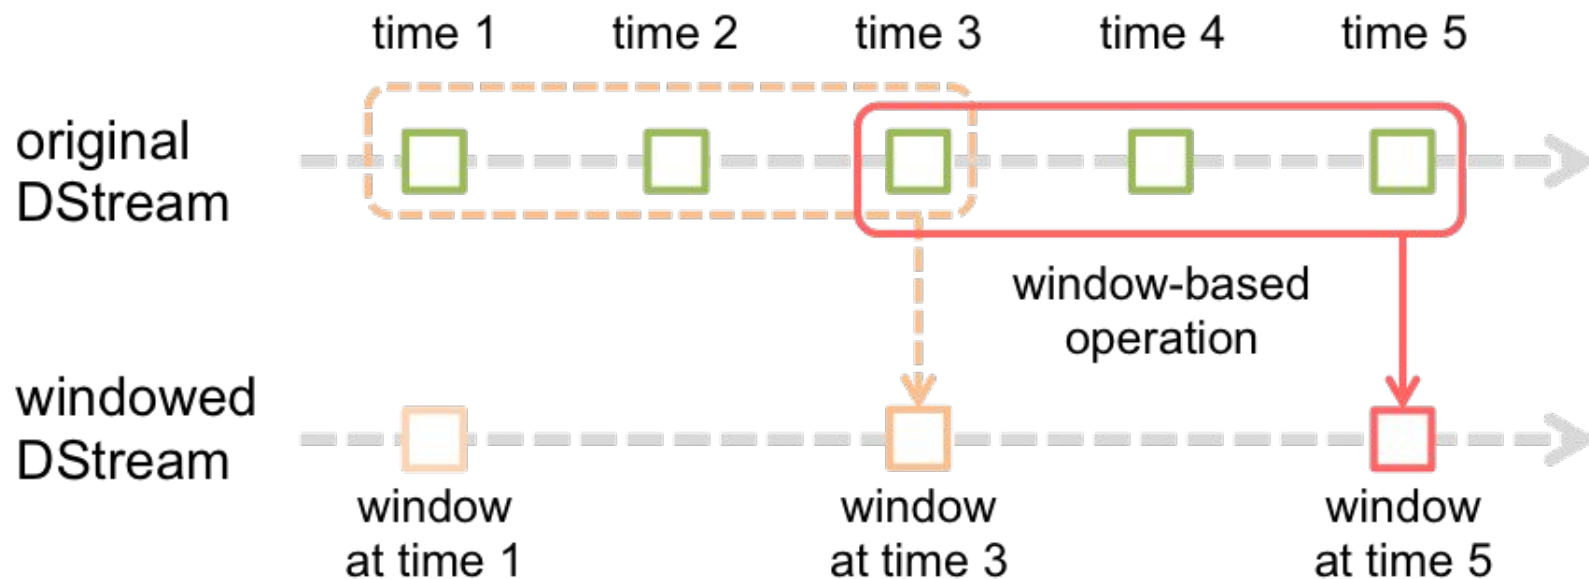 time 1 time 2 time 3 time 4 time 5
original
DStream
window-based
operation
windowed
DStream
window
at time 1
window
at time 3
window
at time 5